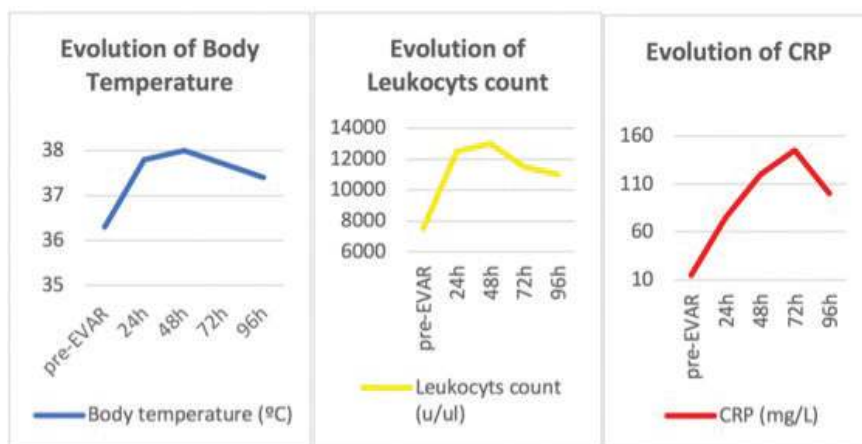 Evolution of Body
Temperature
38
37
36
35
pre-EVAR
24h
48h
72h
96h
Body temperature (ºC)
Evolution of
Leukocyts count
14000
12000
10000
8000
6000
pre-EVAR
24h
48h
72h
96h
Leukocyts count
(u/ul)
Evolution of CRP
160
110
60
10
pre-EVAR
24h
48h
72h
96h
CRP (mg/L)